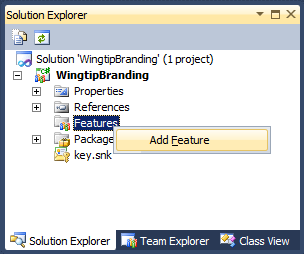 Solution Explorer
Solution 'WingtipBranding' (1 project)
WingtipBranding
Properties
References
Features
Add Feature
Package
key.snk
Solution Explorer Team Explorer Class View